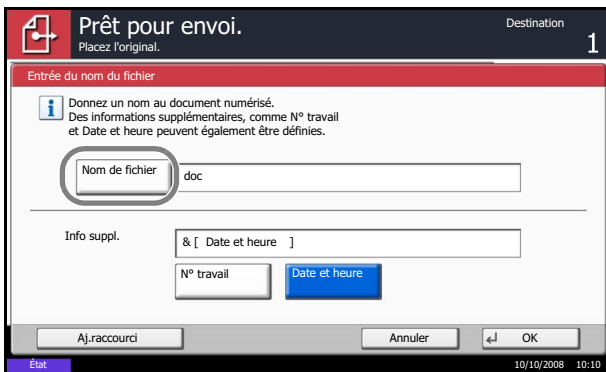 Prêt pour envoi.
Placez l'original.
Destination
1
Entrée du nom du fichier
Donnez un nom au document numérisé.
Des informations supplémentaires, comme N° travail
et Date et heure peuvent également être définies.
Nom de fichier
doc
Info suppl.
& [ Date et heure ]
N° travail
Date et heure
Aj.raccourci
Annuler
OK
État
10/10/2008 10:10